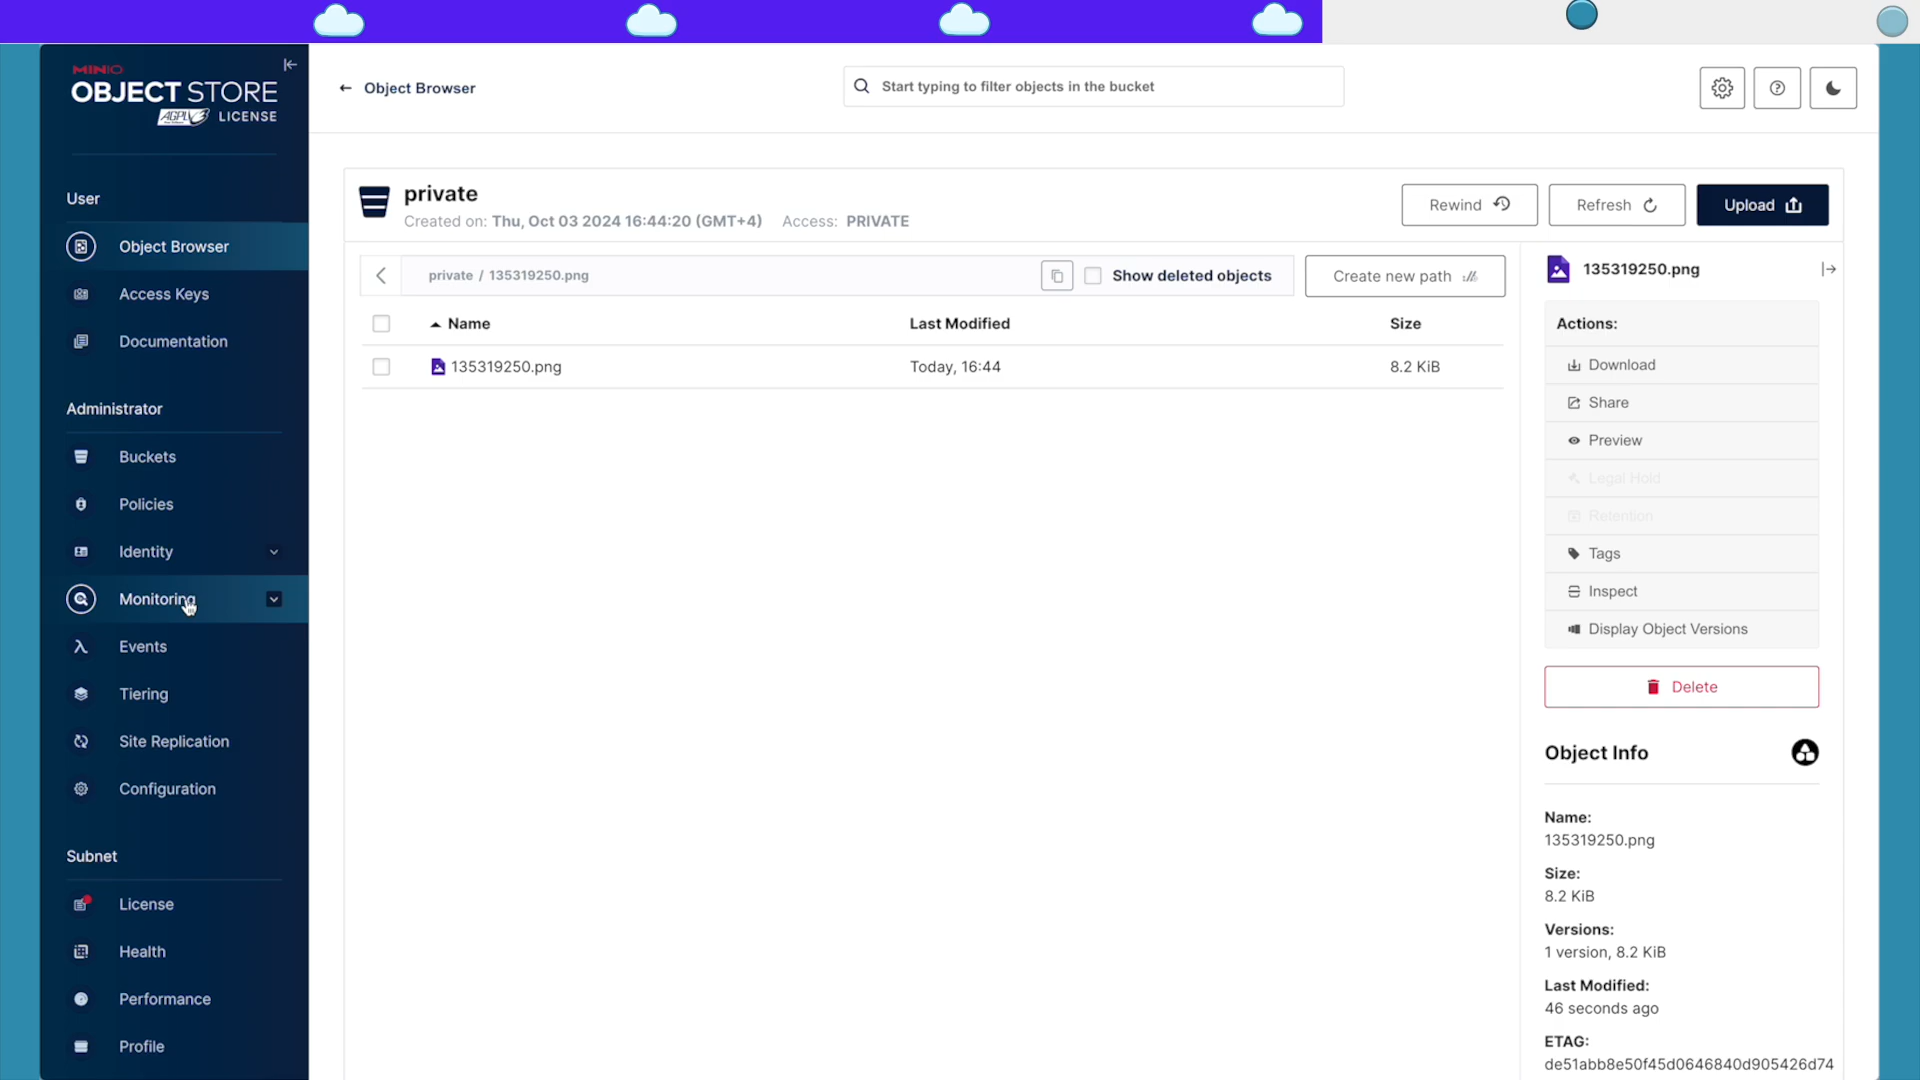 MINIO
OBJECT STORE
AGPLv3 LICENSE
User
Object Browser
Access Keys
Documentation
Administrator
Buckets
Policies
Identity
Monitoring
Events
Tiering
Site Replication
Configuration
Subnet
License
Health
Performance
Profile
Object Browser
Start typing to filter objects in the bucket
private
Created on: Thu, Oct 03 2024 16:44:20 (GMT+4) Access: PRIVATE
Rewind
Refresh
Upload
private / 135319250.png
Show deleted objects
Create new path
Name Last Modified Size
135319250.png Today, 16:44 8.2 KiB
135319250.png
Actions:
Download
Share
Preview
Legal Hold
Retention
Tags
Inspect
Display Object Versions
Delete
Object Info
Name:
135319250.png
Size:
8.2 KiB
Versions:
1 version, 8.2 KiB
Last Modified:
46 seconds ago
ETAG:
de51abb8e50f45d0646840d905426d74